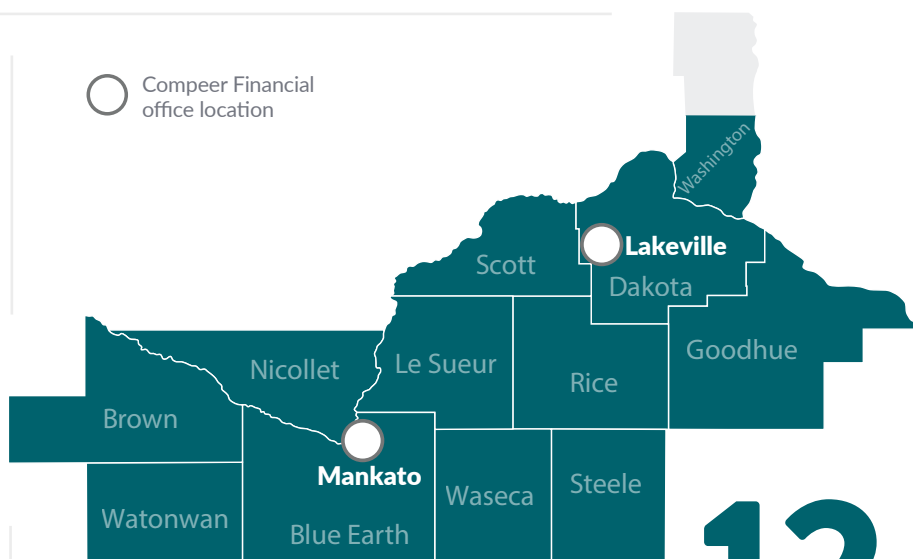 Compeer Financial
office location
Washington
Lakeville
Scott
Dakota
Goodhue
Nicollet
Le Sueur
Rice
Brown
Mankato
Waseca
Steele
Watonwan
Blue Earth
12